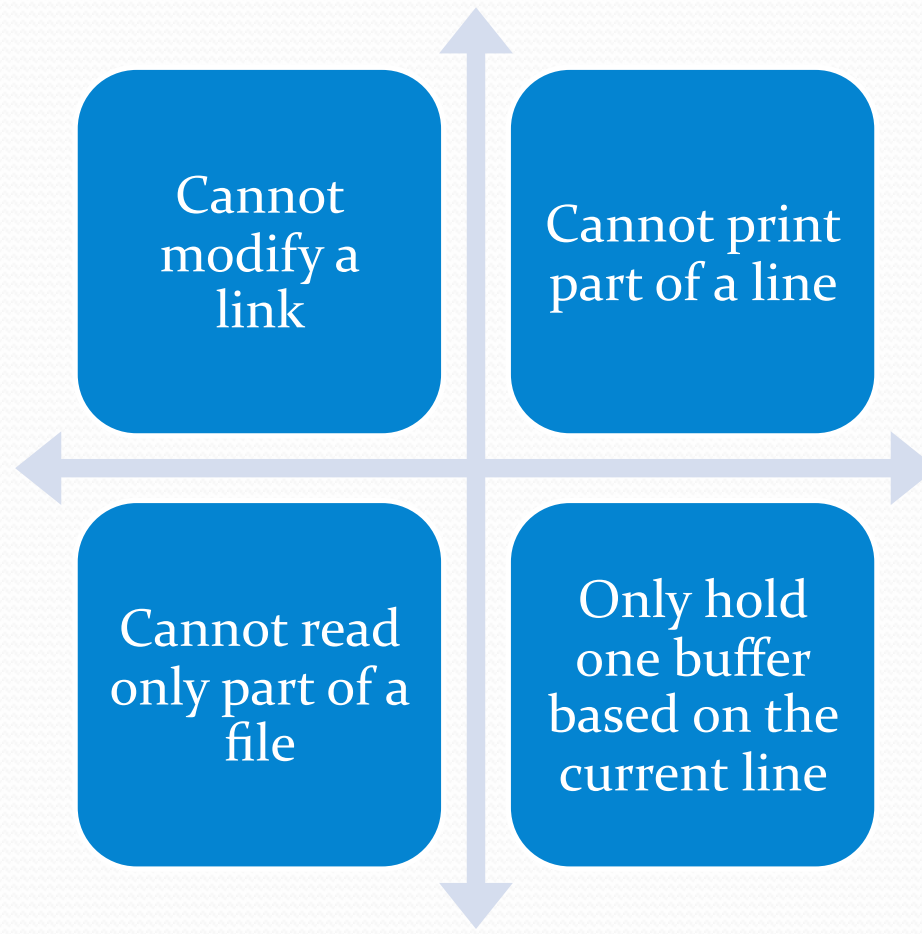 Cannot
modify a
link
Cannot print
part of a line
Cannot read
only part of a
file
Only hold
one buffer
based on the
current line